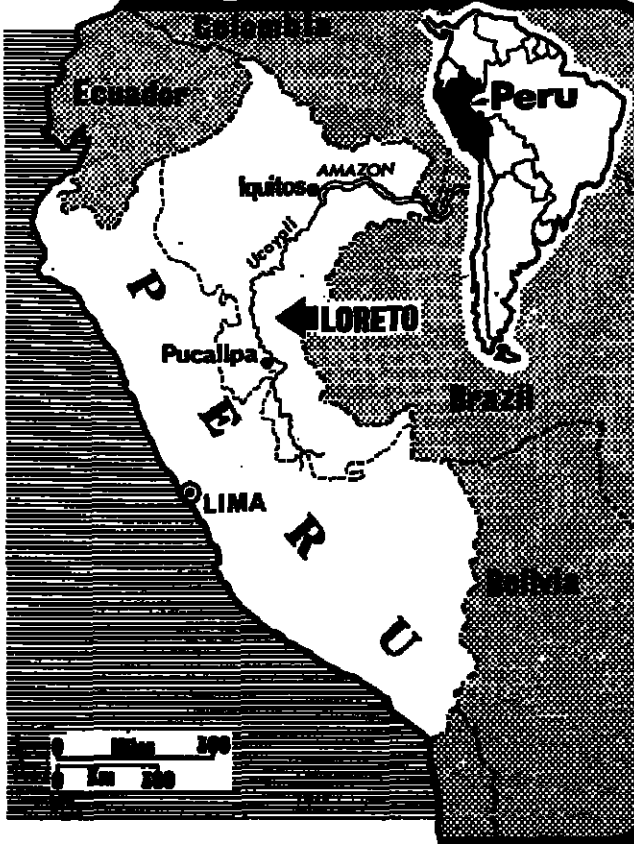 Colombia
Ecuador
Peru
AMAZON
Iquitos
Ucayali
P
LORETO
Pucallpa
E
Brazil
LIMA
R
Bolivia
U
0 Miles 300
0 Km 300